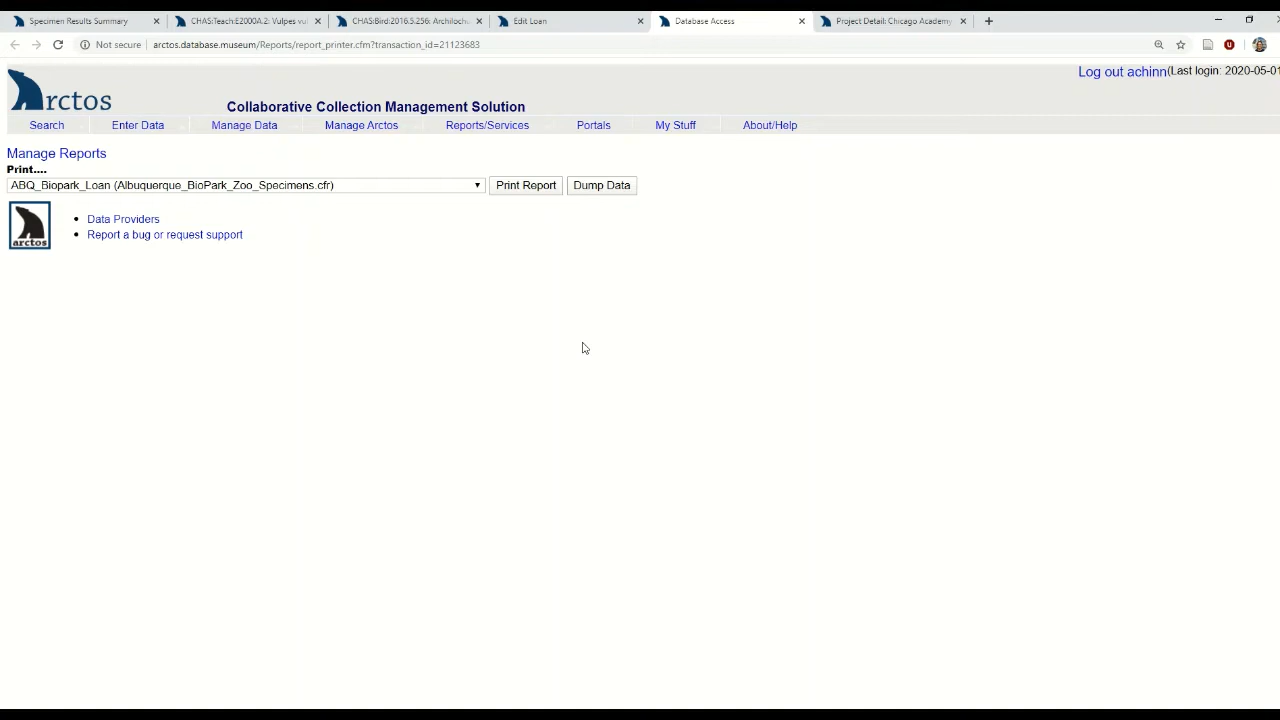 Specimen Results Summary
CHAS:Teach:E2000A.2: Vulpes vul
CHAS:Bird:2016.5.256: Archiloch
Edit Loan
Database Access
Project Detail: Chicago Academy
Not secure
arctos.database.museum/Reports/report_printer.cfm?transaction_id=21123683
arctos
Log out achinn(Last login: 2020-05-01
Collaborative Collection Management Solution
Search
Enter Data
Manage Data
Manage Arctos
Reports/Services
Portals
My Stuff
About/Help
Manage Reports
Print....
ABQ_Biopark_Loan (Albuquerque_BioPark_Zoo_Specimens.cfr)
Print Report
Dump Data
arctos
Data Providers
Report a bug or request support